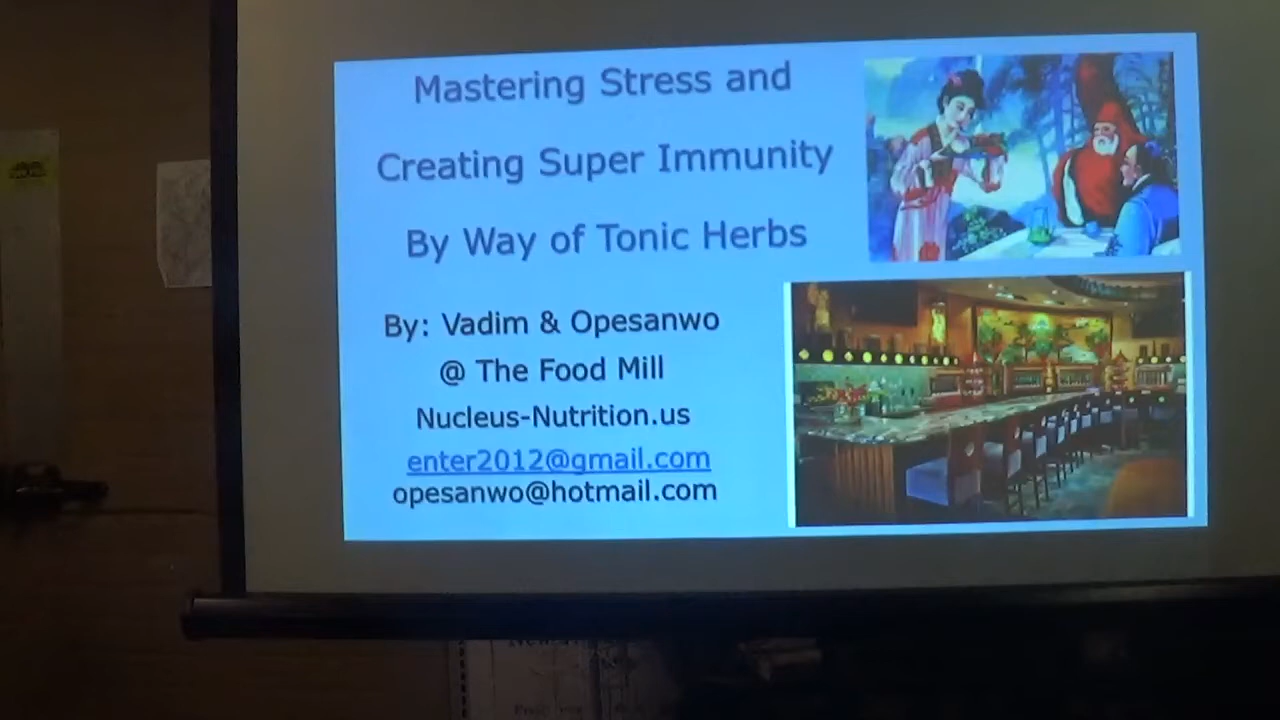 Mastering Stress and
Creating Super Immunity
By Way of Tonic Herbs
By: Vadim & Opesanwo
@ The Food Mill
Nucleus-Nutrition.us
enter2012@gmail.com
opesanwo@hotmail.com